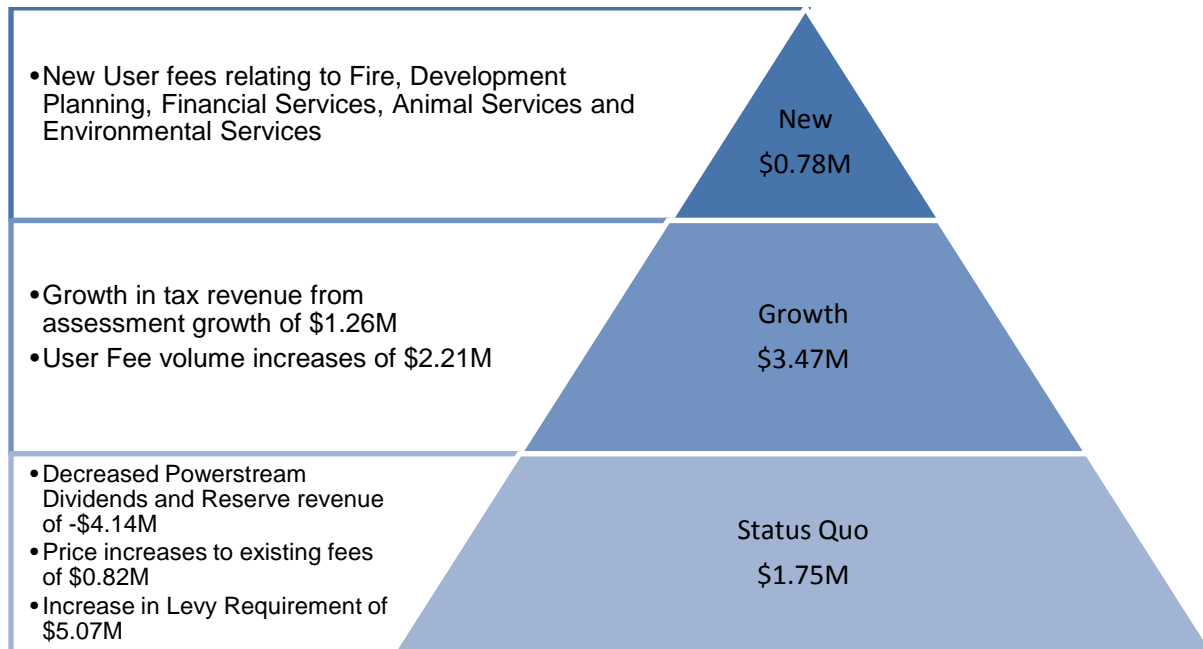 •New User fees relating to Fire, Development
Planning, Financial Services, Animal Services and
Environmental Services
New
$0.78M
•Growth in tax revenue from
assessment growth of $1.26M
•User Fee volume increases of $2.21M
Growth
$3.47M
•Decreased Powerstream
Dividends and Reserve revenue
of -$4.14M
•Price increases to existing fees
of $0.82M
•Increase in Levy Requirement of
$5.07M
Status Quo
$1.75M